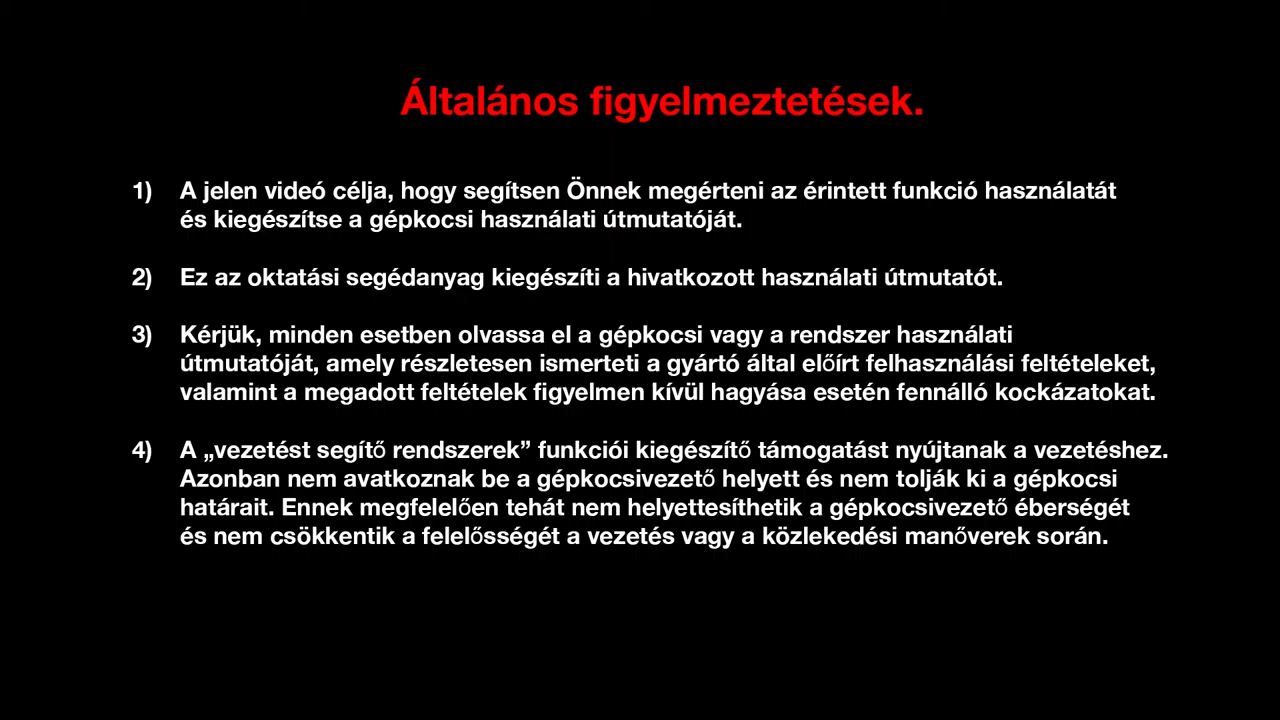 Általános figyelmeztetések.
1) A jelen videó célja, hogy segítsen Önnek megérteni az érintett funkció használatát
és kiegészítse a gépkocsi használati útmutatóját.
2) Ez az oktatási segédanyag kiegészíti a hivatkozott használati útmutatót.
3) Kérjük, minden esetben olvassa el a gépkocsi vagy a rendszer használati
útmutatóját, amely részletesen ismerteti a gyártó által előírt felhasználási feltételeket,
valamint a megadott feltételek figyelmen kívül hagyása esetén fennálló kockázatokat.
4) A „vezetést segítő rendszerek” funkciói kiegészítő támogatást nyújtanak a vezetéshez.
Azonban nem avatkoznak be a gépkocsivezető helyett és nem tolják ki a gépkocsi
határait. Ennek megfelelően tehát nem helyettesíthetik a gépkocsivezető éberségét
és nem csökkentik a felelősségét a vezetés vagy a közlekedési manőverek során.